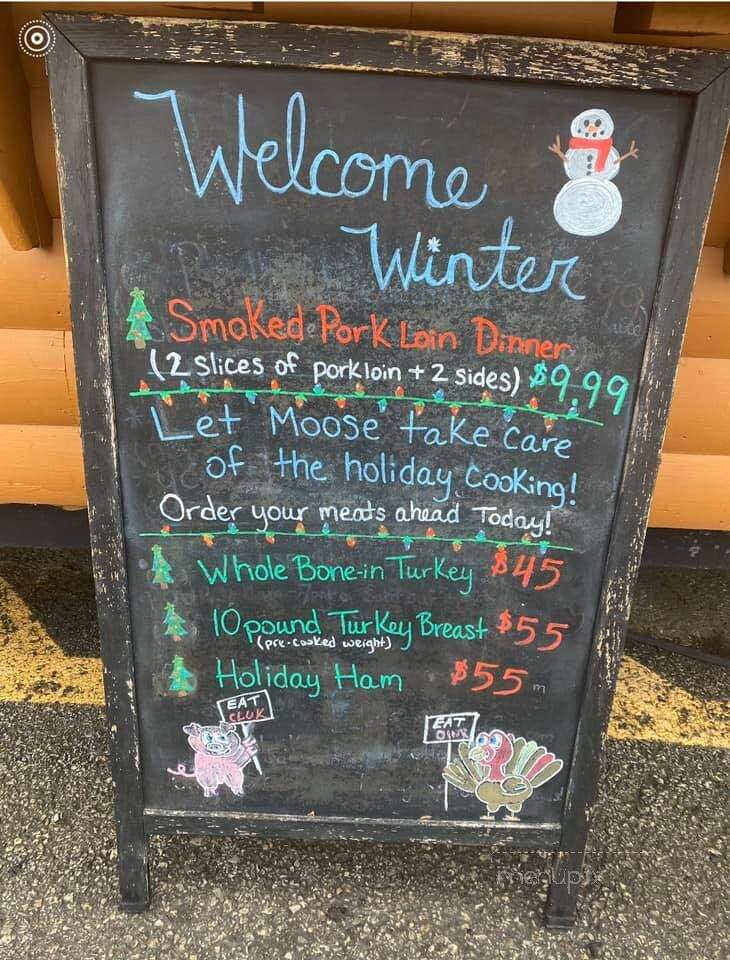 Welcome
Winter
Smoked Pork Loin Dinner
(2 slices of porkloin + 2 sides) $9.99
Let Moose take care
of the holiday cooking!
Order your meats ahead Today!
Whole Bone-in Turkey $45
10 pound Turkey Breast $55
(pre-cooked weight)
Holiday Ham $55
EAT
CLUK
EAT
OINK
menupix